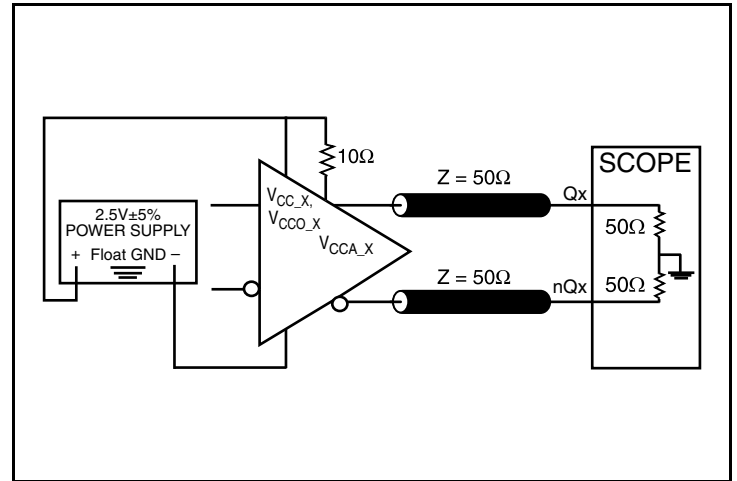 2.5V±5%
POWER SUPPLY
+ Float GND –
10Ω
V_CC_X,
V_CCO_X
V_CCA_X
Z = 50Ω
Qx
Z = 50Ω
nQx
SCOPE
50Ω
50Ω